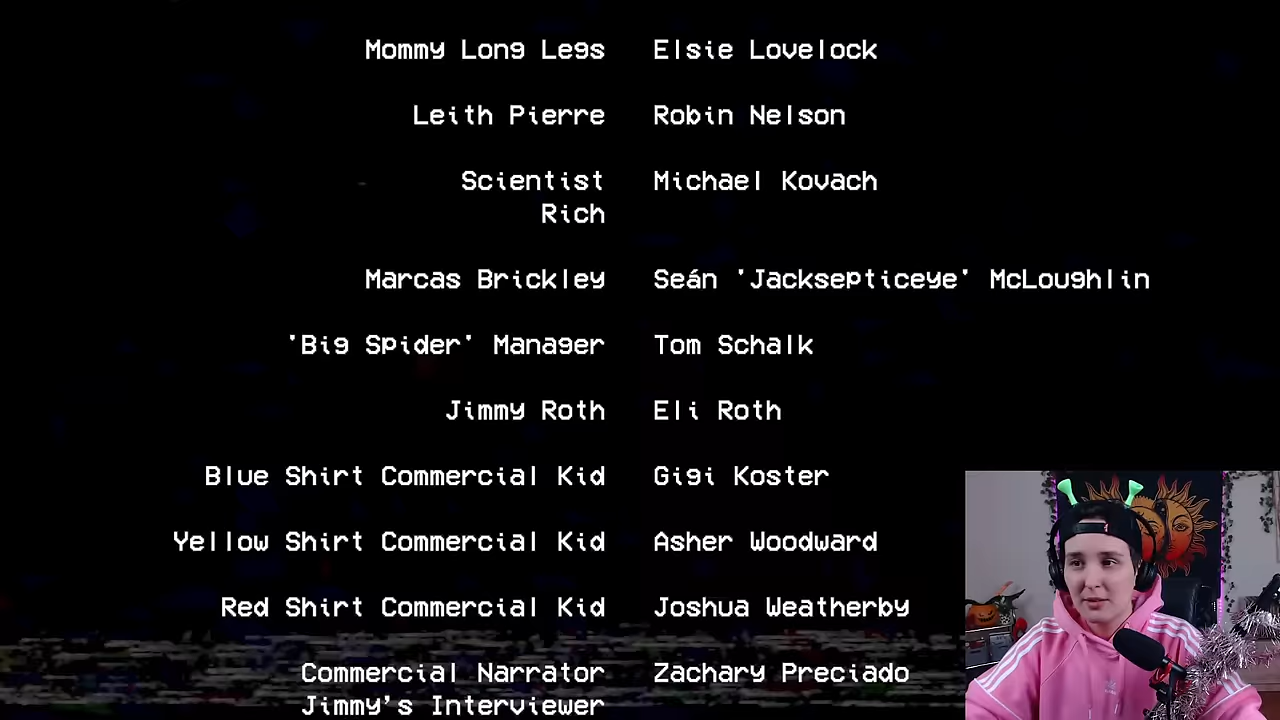 Mommy Long Legs Elsie Lovelock
Leith Pierre Robin Nelson
Scientist Michael Kovach
Rich
Marcas Brickley Seán 'Jacksepticeye' McLoughlin
'Big Spider' Manager Tom Schalk
Jimmy Roth Eli Roth
Blue Shirt Commercial Kid Gigi Koster
Yellow Shirt Commercial Kid Asher Woodward
Red Shirt Commercial Kid Joshua Weatherby
Commercial Narrator Zachary Preciado
Jimmy's Interviewer